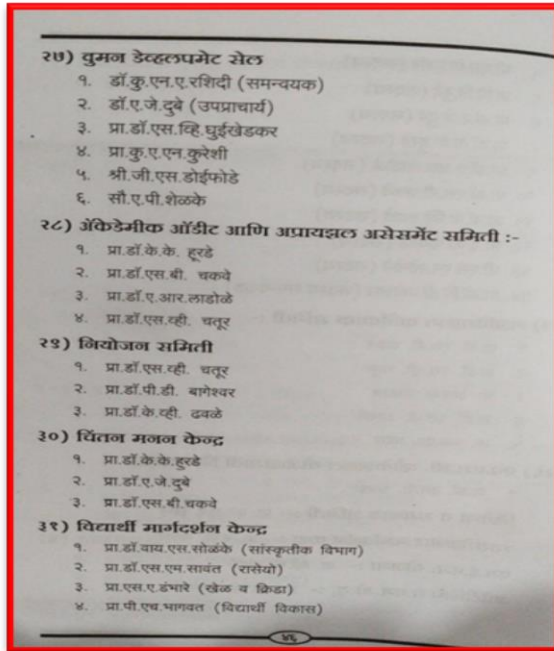 २७) वुमन डेव्हलपमेट सेल
१. डॉ.कु.एन.ए.रशिदी (समन्वयक)
२. डॉ.ए.जे.दुबे (उपप्राचार्य)
३. प्रा.डॉ.एस.व्हि.घुईखेडकर
४. प्रा.कु.ए.एन.कुरेशी
५. श्री.जी.एस.डोईफोडे
६. सौ.ए.पी.शेळके
२८) ॲकेडेमीक ऑडीट आणि अप्रायझल असेसमेंट समिती :-
१. प्रा.डॉ.के.के. हूरडे
२. प्रा.डॉ.एस.बी. चकवे
३. प्रा.डॉ.ए.आर.लाडोळे
४. प्रा.डॉ.एस.व्ही. चतूर
२९) नियोजन समिती
१. प्रा.डॉ.एस.व्ही. चतूर
२. प्रा.डॉ.पी.डी. बागेश्वर
३. प्रा.डॉ.के.व्ही. ढवळे
३०) चिंतन मनन केन्द्र
१. प्रा.डॉ.के.के.हुरडे
२. प्रा.डॉ.ए.जे.दुबे
३. प्रा.डॉ.एस.बी.चकवे
३१) विद्यार्थी मार्गदर्शन केन्द्र
१. प्रा.डॉ.वाय.एस.सोळंके (सांस्कृतीक विभाग)
२. प्रा.डॉ.एस.एम.सावंत (रासेयो)
३. प्रा.एस.ए.डंभारे (खेळ व क्रिडा)
४. प्रा.पी.एच.भागवत (विद्यार्थी विकास)
४६